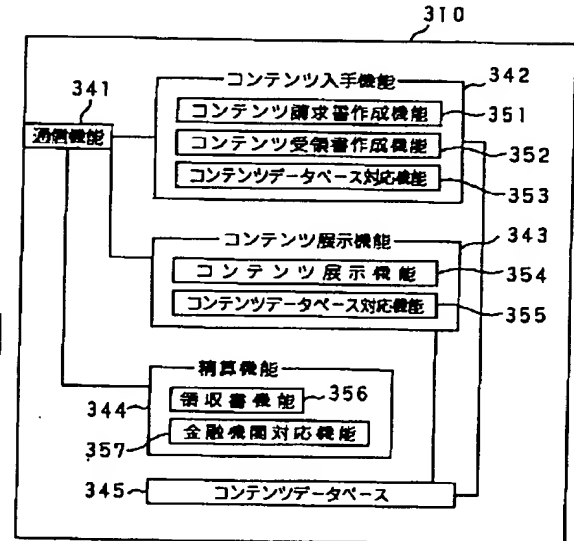 310
コンテンツ入手機能
342
341
コンテンツ請求書作成機能
351
通信機能
コンテンツ受領書作成機能
352
コンテンツデータベース対応機能
353
コンテンツ展示機能
343
コンテンツ展示機能
354
コンテンツデータベース対応機能
355
精算機能
344
領収書機能
356
357
金融機関対応機能
345
コンテンツデータベース